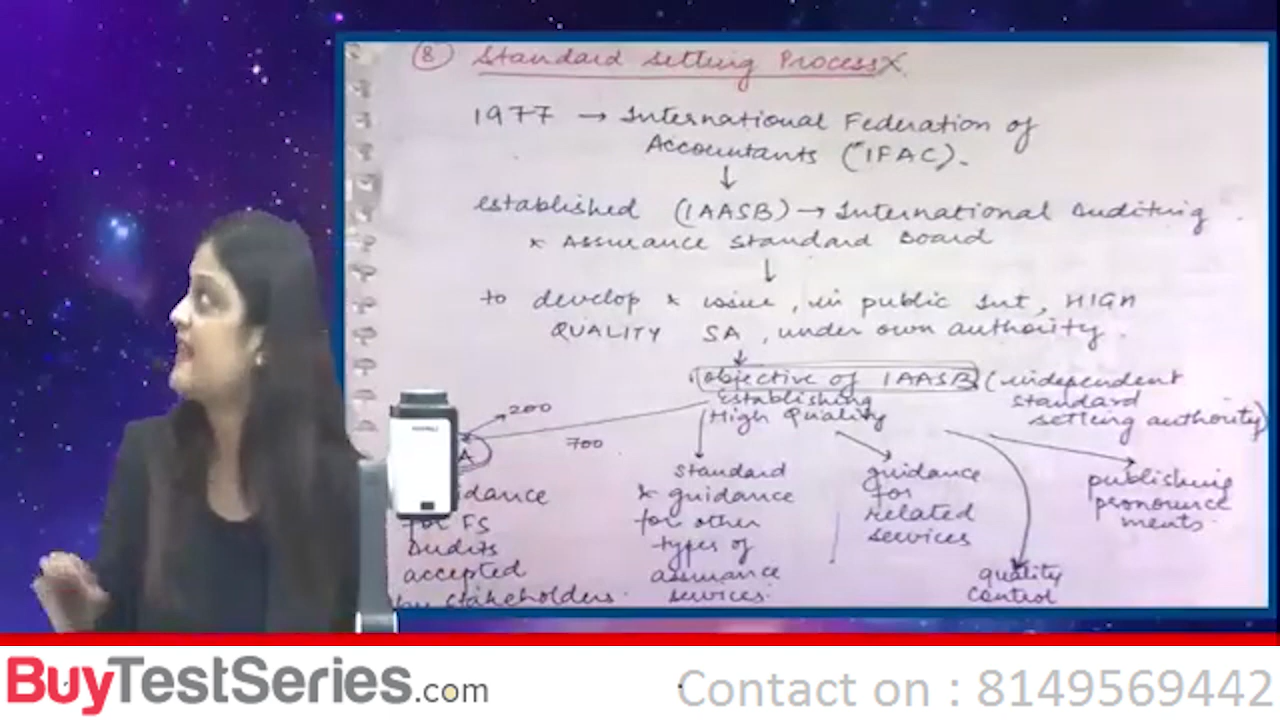 8 Standard Setting Process
1977 → International Federation of
Accountants (IFAC).
established (IAASB) → International Auditing
& Assurance Standard Board
to develop & issue, in public Int, HIGH
QUALITY SA, under own authority.
Objective of IAASB (independent
standard
setting authority)
Establishing
High Quality
200
700
A
idance
for FS
Audits
accepted
by stakeholders.
standard
& guidance
for other
types of
assurance
services.
guidance
for
related
services
quality
control
publishing
pronounce
ments.
BuyTestSeries.com
Contact on : 8149569442